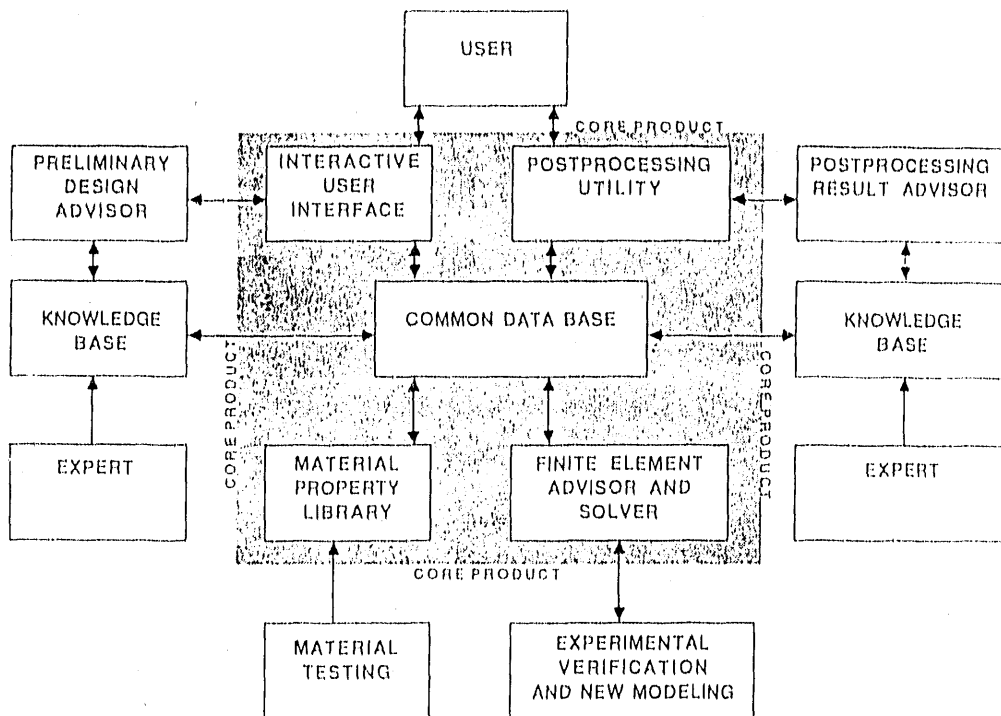 USER
CORE PRODUCT
PRELIMINARY
DESIGN
ADVISOR
INTERACTIVE
USER
INTERFACE
POSTPROCESSING
UTILITY
POSTPROCESSING
RESULT ADVISOR
KNOWLEDGE
BASE
COMMON DATA BASE
KNOWLEDGE
BASE
CORE PRODUCT
CORE PRODUCT
EXPERT
MATERIAL
PROPERTY
LIBRARY
FINITE ELEMENT
ADVISOR AND
SOLVER
EXPERT
CORE PRODUCT
MATERIAL
TESTING
EXPERIMENTAL
VERIFICATION
AND NEW MODELING